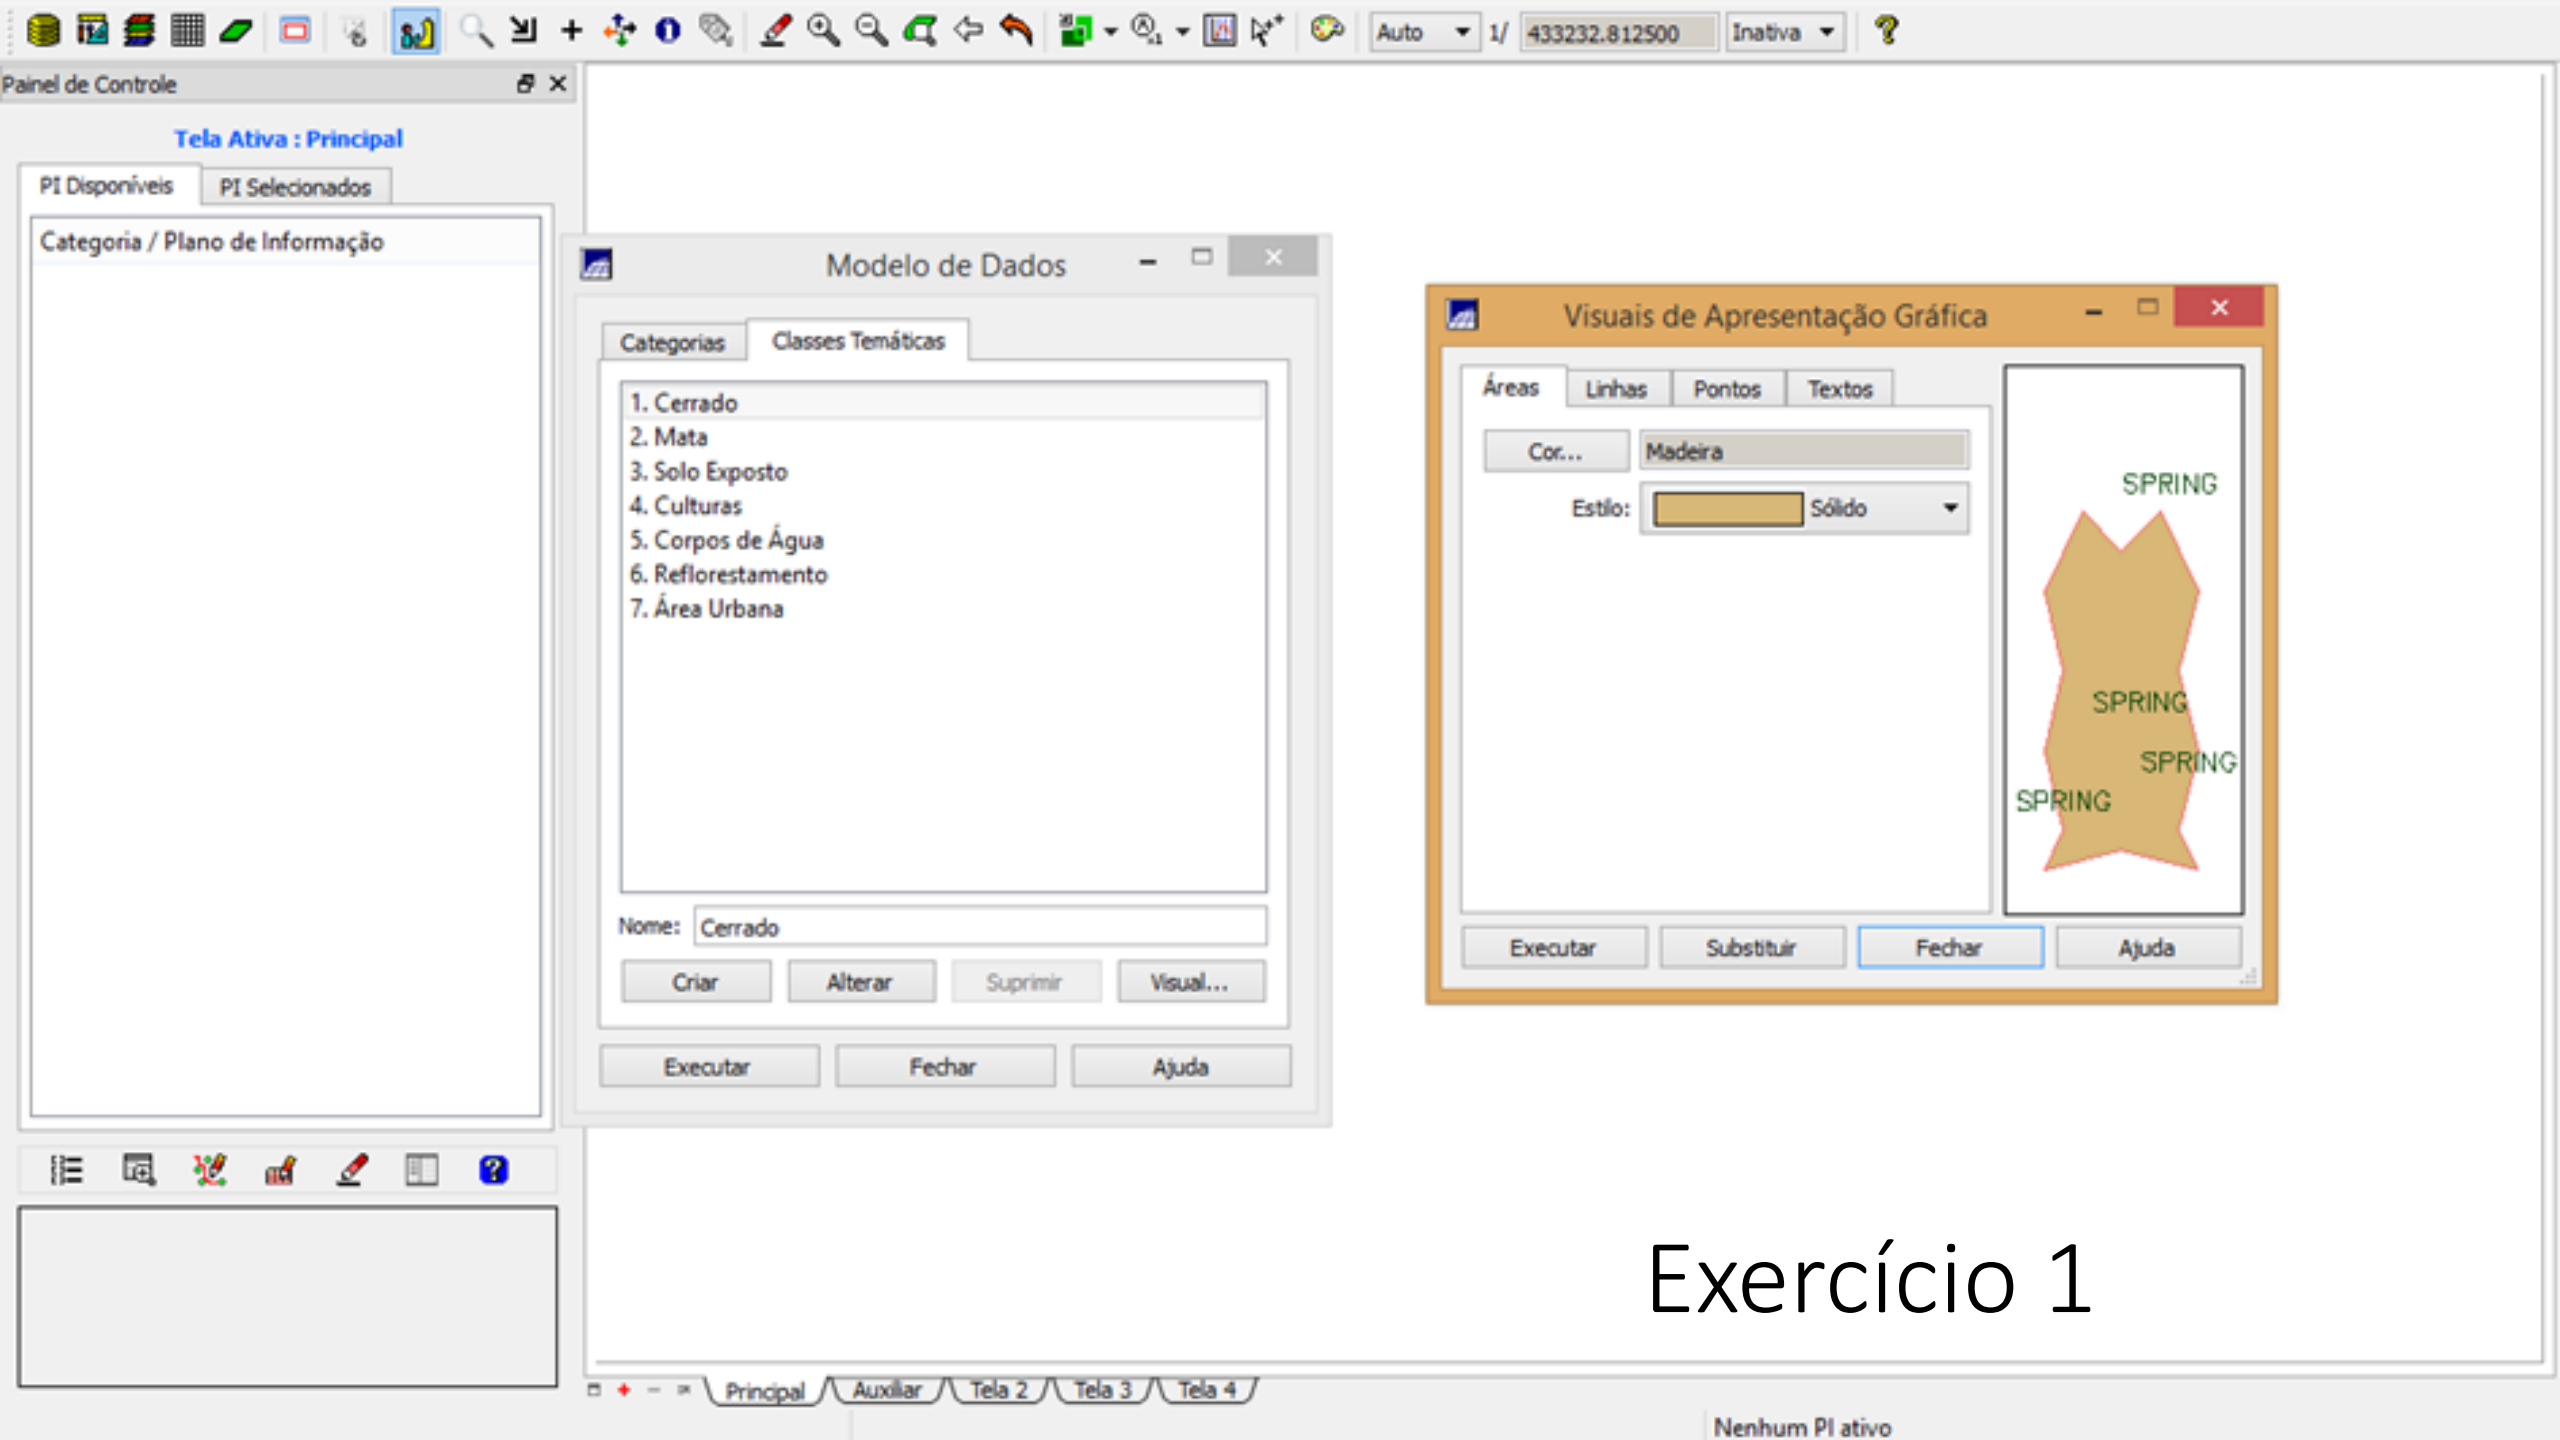 Auto 1/ 433232.812500 Inativa
Painel de Controle
Tela Ativa : Principal
PI Disponíveis PI Selecionados
Categoria / Plano de Informação
Modelo de Dados
Categorias Classes Temáticas
1. Cerrado
2. Mata
3. Solo Exposto
4. Culturas
5. Corpos de Água
6. Reflorestamento
7. Área Urbana
Nome: Cerrado
Criar Alterar Suprimir Visual...
Executar Fechar Ajuda
Visuais de Apresentação Gráfica
Áreas Linhas Pontos Textos
Cor... Madeira
Estilo: Sólido
SPRING
SPRING
SPRING
SPRING
Executar Substituir Fechar Ajuda
Exercício 1
Principal Auxiliar Tela 2 Tela 3 Tela 4
Nenhum PI ativo